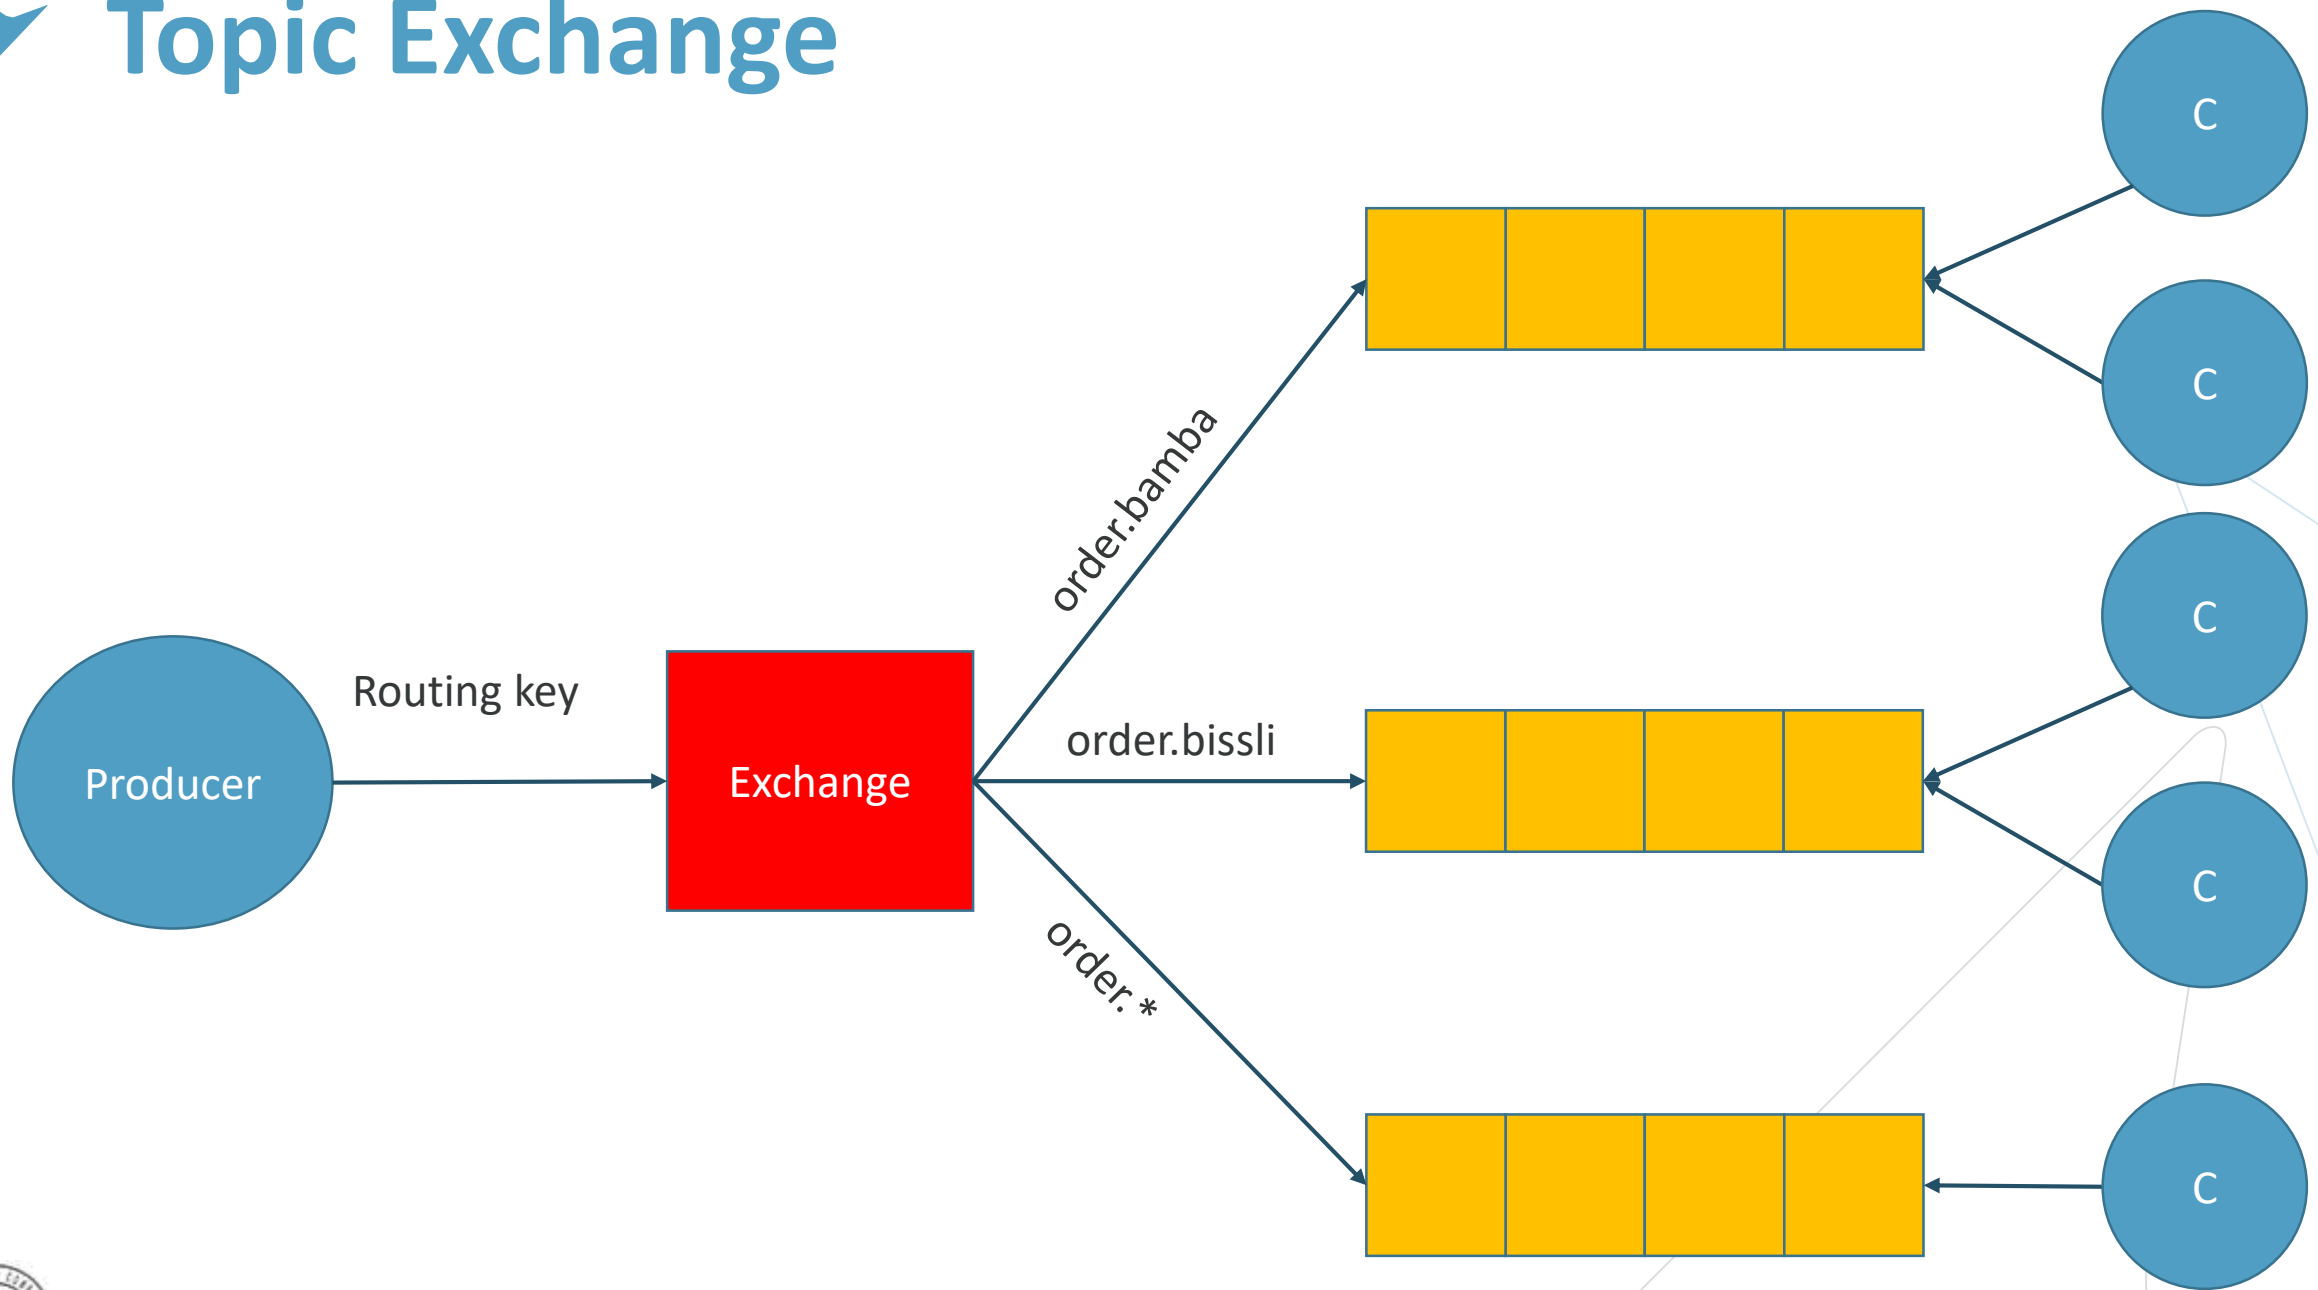 Topic Exchange
C
C
order.bamba
C
Routing key
order.bissli
Producer
Exchange
C
order. *
C